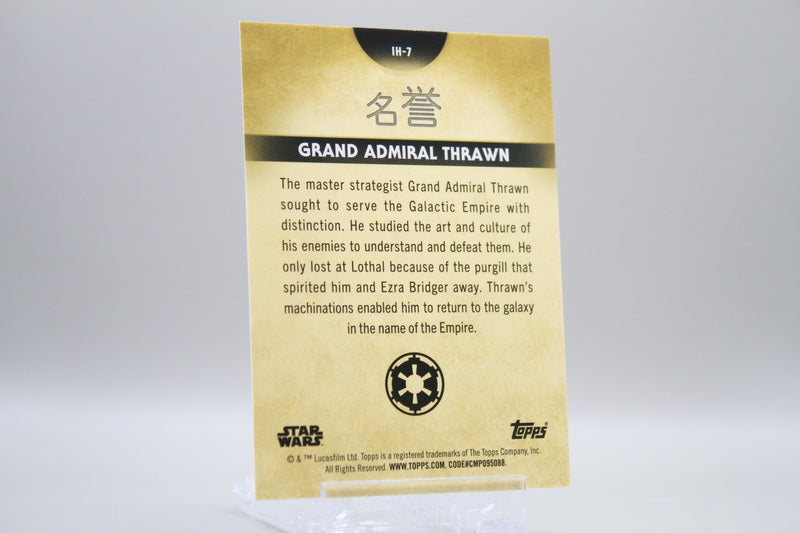 IH-7
名誉
GRAND ADMIRAL THRAWN
The master strategist Grand Admiral Thrawn
sought to serve the Galactic Empire with
distinction. He studied the art and culture of
his enemies to understand and defeat them. He
only lost at Lothal because of the purgill that
spirited him and Ezra Bridger away. Thrawn's
machinations enabled him to return to the galaxy
in the name of the Empire.
STAR
WARS
Topps
© & ™ Lucasfilm Ltd. Topps is a registered trademarks of The Topps Company, Inc.
All Rights Reserved. WWW.TOPPS.COM. CODE#CMP095088.